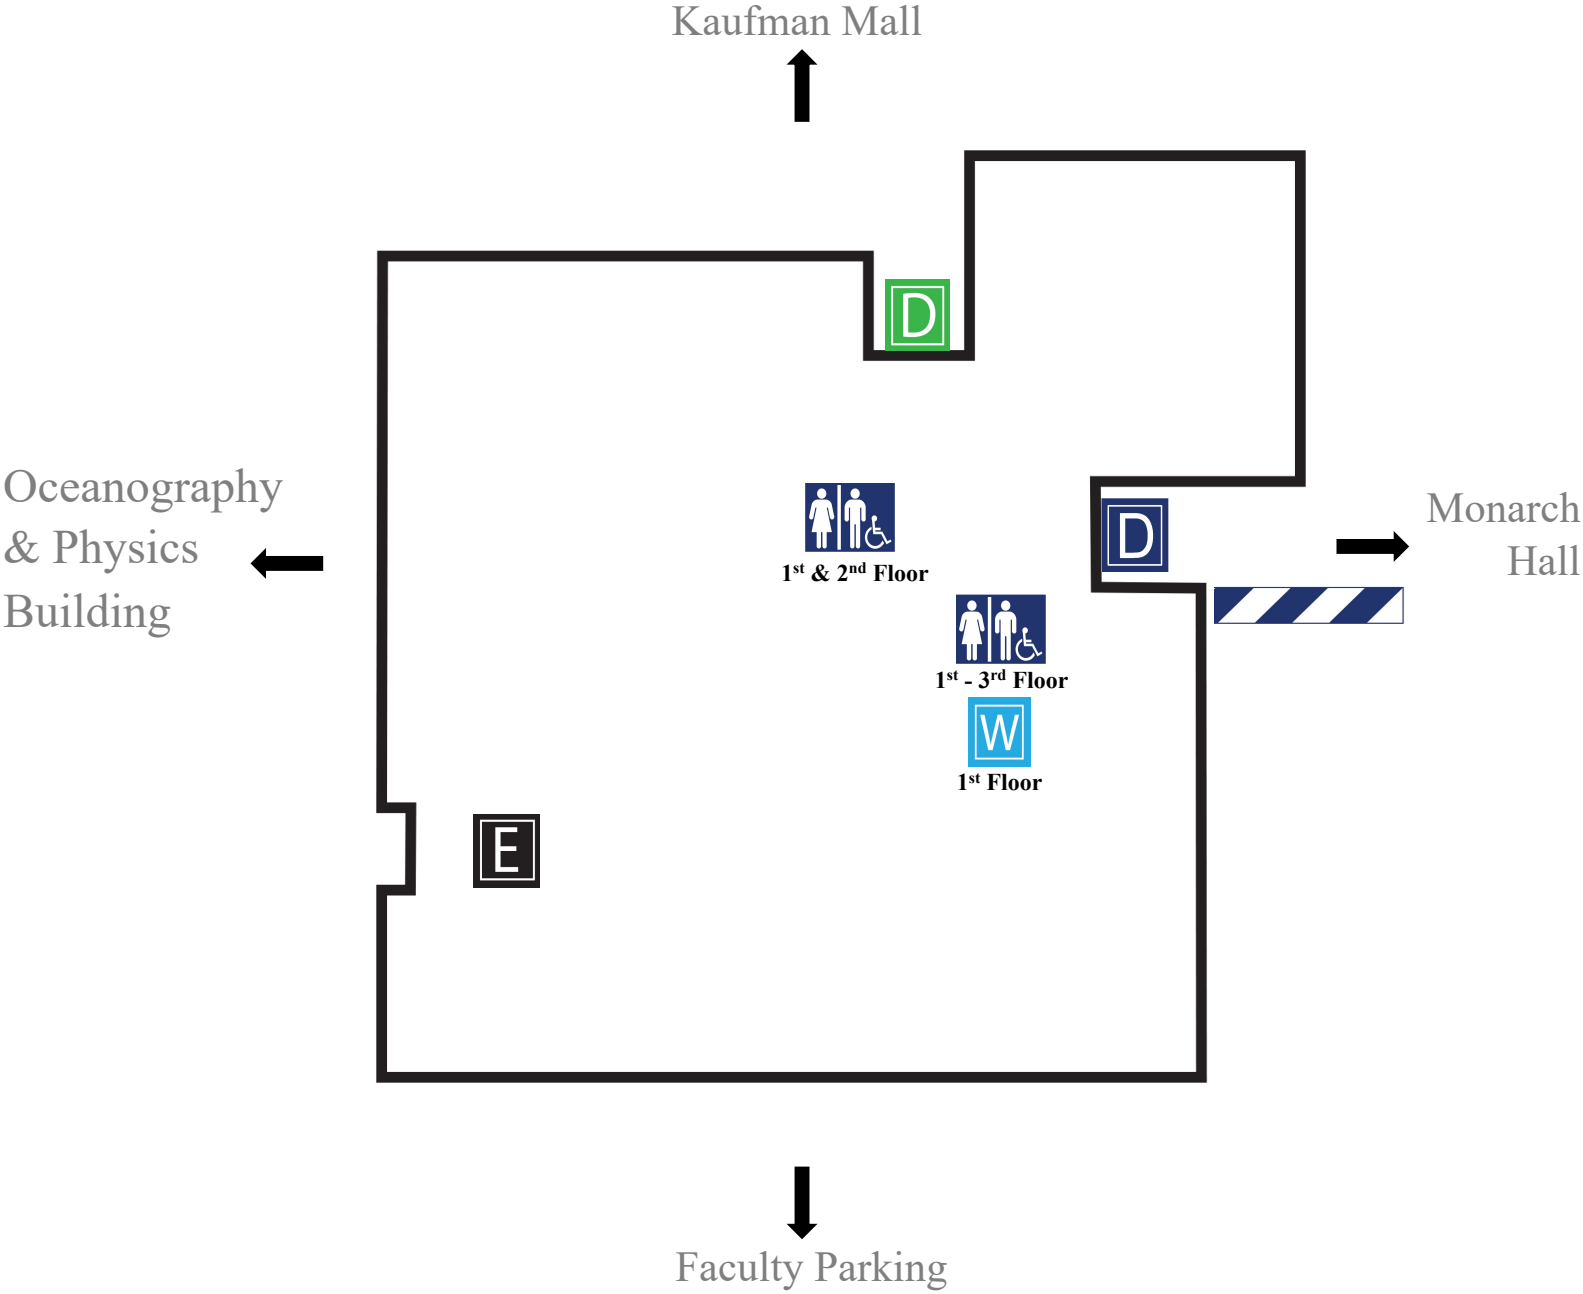 Kaufman Mall
D
Oceanography
& Physics
Building
1st & 2nd Floor
D
Monarch
Hall
1st - 3rd Floor
W
1st Floor
E
Faculty Parking